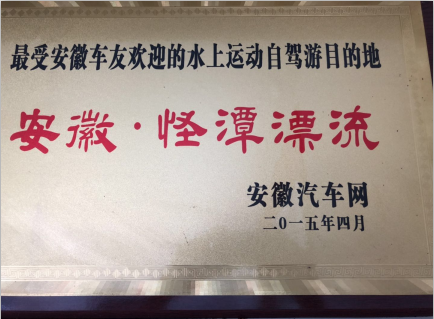 最受安徽车友欢迎的水上运动自驾游目的地
安徽·怪潭漂流
安徽汽车网
二〇一五年四月